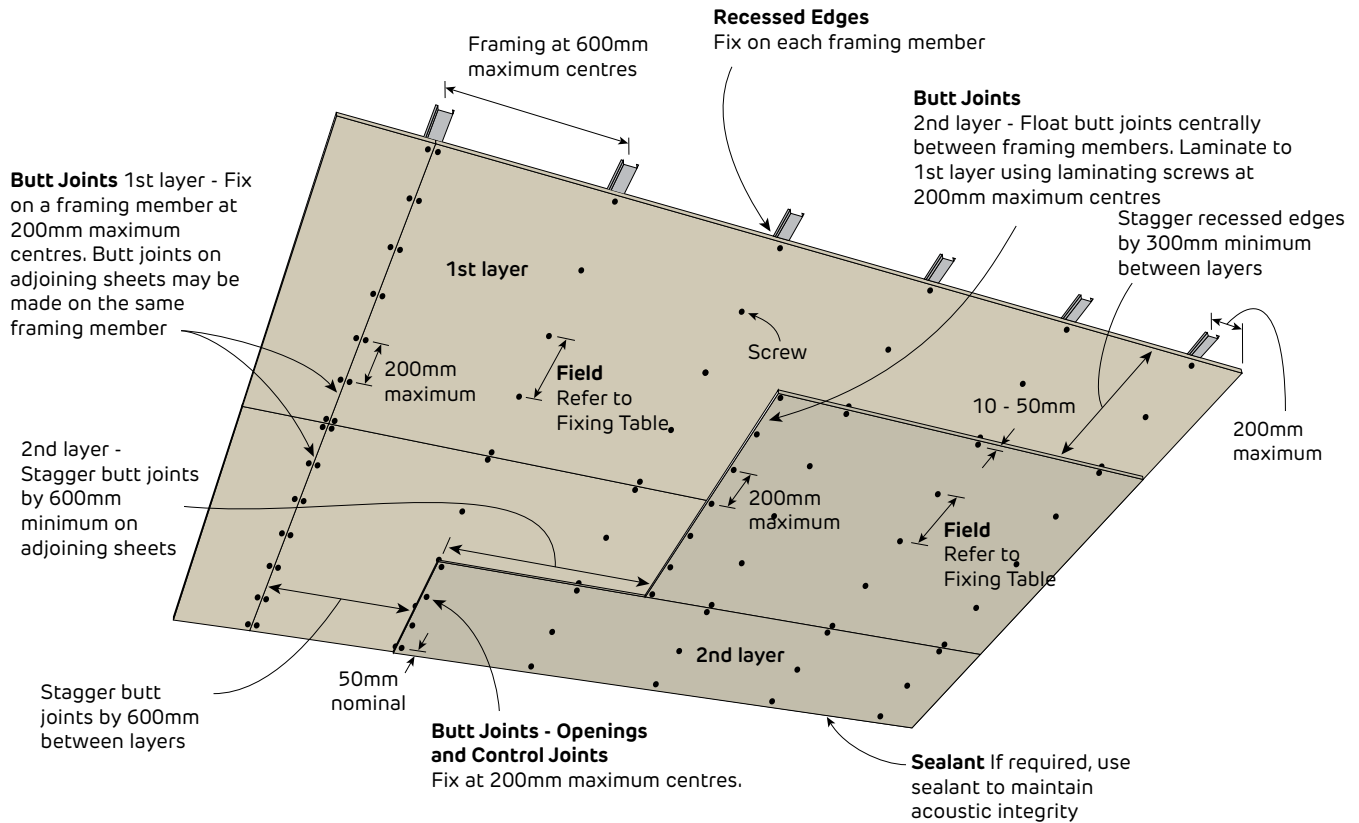 Recessed Edges
Fix on each framing member
Framing at 600mm
maximum centres
Butt Joints
2nd layer - Float butt joints centrally
between framing members. Laminate to
1st layer using laminating screws at
200mm maximum centres
Butt Joints 1st layer - Fix
on a framing member at
200mm maximum
centres. Butt joints on
adjoining sheets may be
made on the same
framing member
Stagger recessed edges
by 300mm minimum
between layers
1st layer
Screw
200mm
maximum
Field
Refer to
Fixing Table
10 - 50mm
200mm
maximum
2nd layer -
Stagger butt joints
by 600mm
minimum on
adjoining sheets
200mm
maximum
Field
Refer to
Fixing Table
2nd layer
50mm
nominal
Stagger butt
joints by 600mm
between layers
Butt Joints - Openings
and Control Joints
Fix at 200mm maximum centres.
Sealant If required, use
sealant to maintain
acoustic integrity